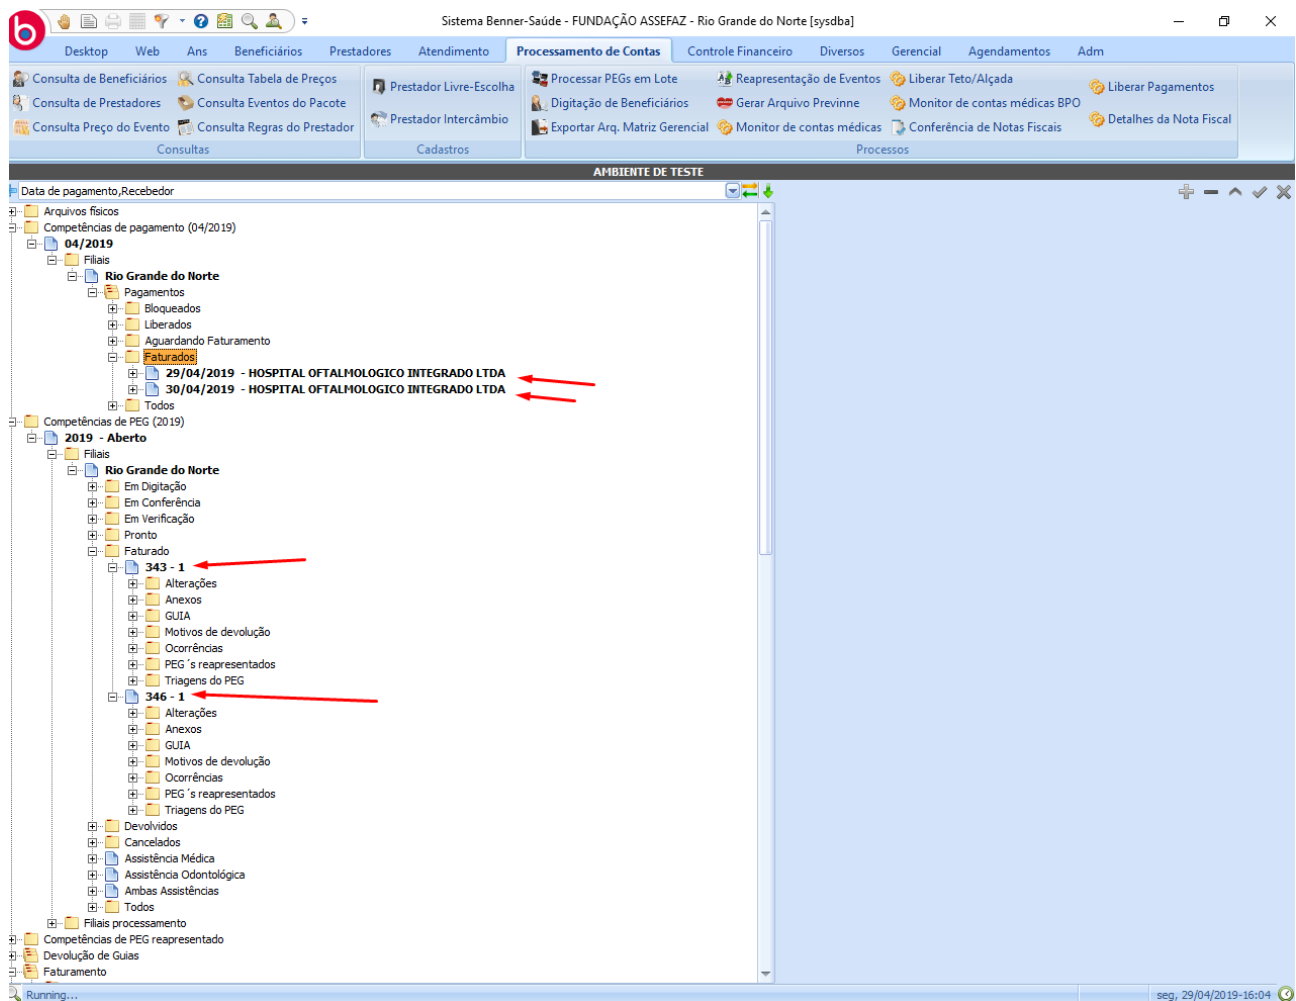 Sistema Benner-Saúde - FUNDAÇÃO ASSEFAZ - Rio Grande do Norte [sysdba]
Desktop Web Ans Beneficiários Prestadores Atendimento Processamento de Contas Controle Financeiro Diversos Gerencial Agendamentos Adm
Consulta de Beneficiários Consulta Tabela de Preços Prestador Livre-Escolha Processar PEGs em Lote Reapresentação de Eventos Liberar Teto/Alçada Liberar Pagamentos
Consulta de Prestadores Consulta Eventos do Pacote Prestador Intercâmbio Digitação de Beneficiários Gerar Arquivo Previnne Monitor de contas médicas BPO Detalhes da Nota Fiscal
Consulta Preço do Evento Consulta Regras do Prestador Exportar Arq. Matriz Gerencial Monitor de contas médicas Conferência de Notas Fiscais
Consultas Cadastros Processos
AMBIENTE DE TESTE
Data de pagamento,Recebedor
Arquivos físicos
Competências de pagamento (04/2019)
04/2019
Filiais
Rio Grande do Norte
Pagamentos
Bloqueados
Liberados
Aguardando Faturamento
Faturados
29/04/2019 - HOSPITAL OFTALMOLOGICO INTEGRADO LTDA
30/04/2019 - HOSPITAL OFTALMOLOGICO INTEGRADO LTDA
Todos
Competências de PEG (2019)
2019 - Aberto
Filiais
Rio Grande do Norte
Em Digitação
Em Conferência
Em Verificação
Pronto
Faturado
343 - 1
Alterações
Anexos
GUIA
Motivos de devolução
Ocorrências
PEG´s reapresentados
Triagens do PEG
346 - 1
Alterações
Anexos
GUIA
Motivos de devolução
Ocorrências
PEG´s reapresentados
Triagens do PEG
Devolvidos
Cancelados
Assistência Médica
Assistência Odontológica
Ambas Assistências
Todos
Filiais processamento
Competências de PEG reapresentado
Devolução de Guias
Faturamento
Running...
seg, 29/04/2019-16:04